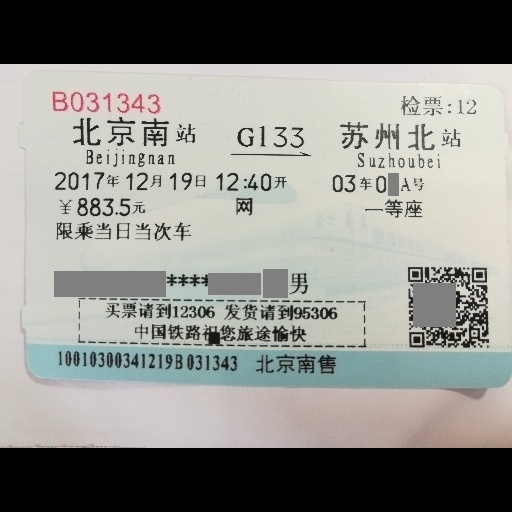 B031343 检票:12
北京南站 G133 苏州北站
Beijingnan Suzhoubei
2017年12月19日12:40开 03车0 A号
￥883.5元 网 一等座
限乘当日当次车
**** 男
买票请到12306 发货请到95306
中国铁路祝您旅途愉快
10010300341219B031343 北京南售